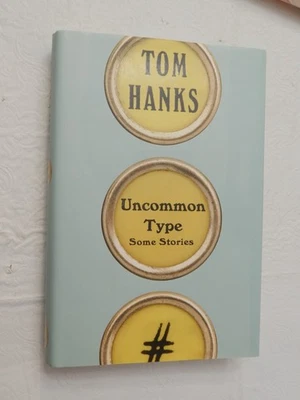 TOM
HANKS
Uncommon
Type
Some Stories
#